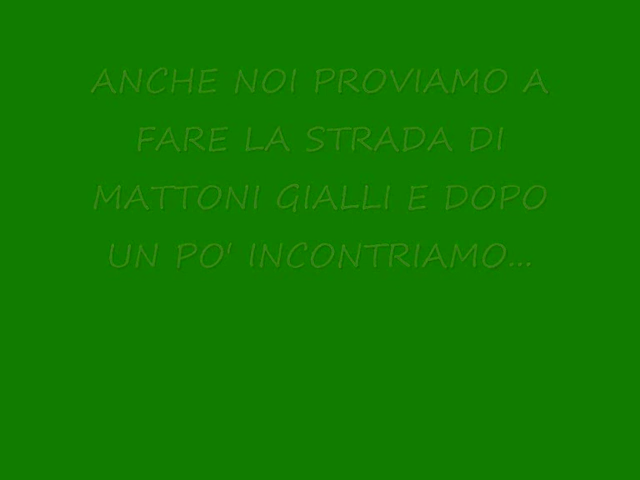 ANCHE NOI PROVIAMO A
FARE LA STRADA DI
MATTONI GIALLI E DOPO
UN PO' INCONTRIAMO...